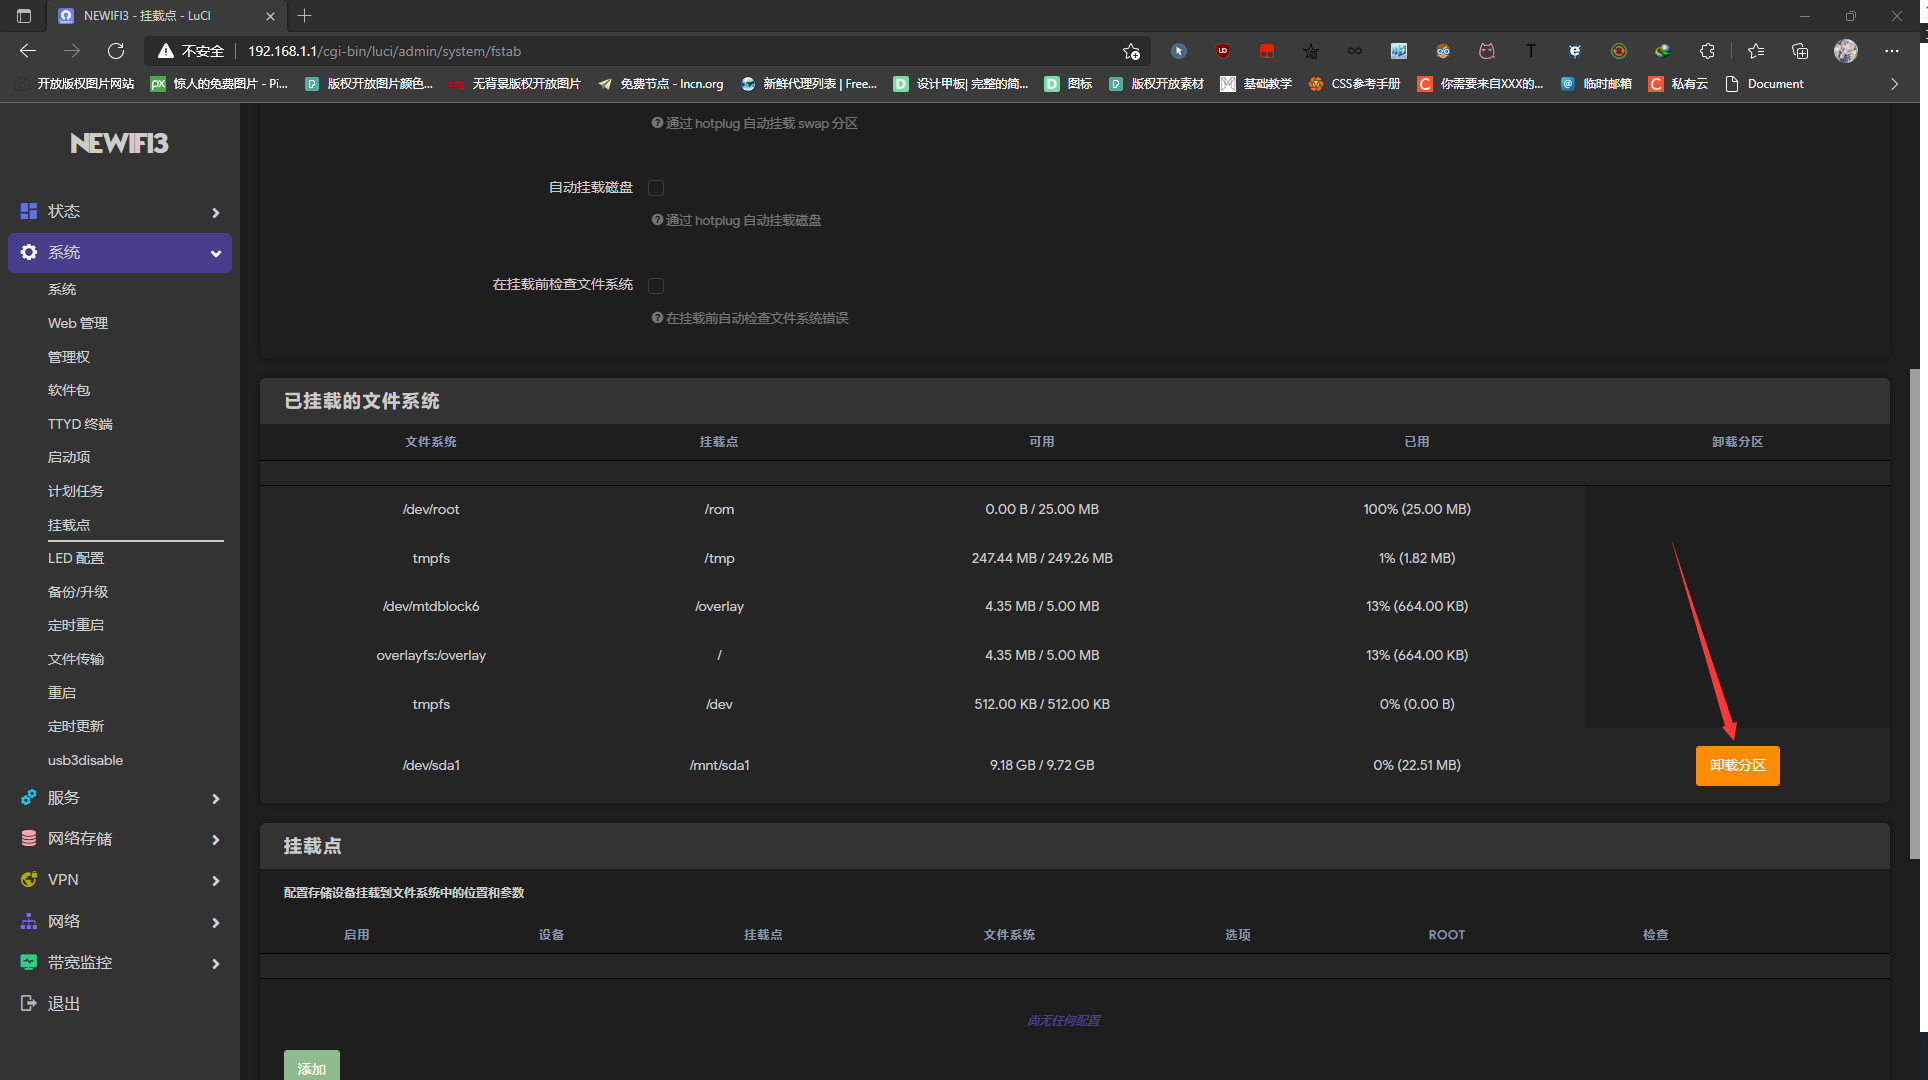 NEWIFI3 - 挂载点 - LuCI
不安全
192.168.1.1/cgi-bin/luci/admin/system/fstab
开放版权图片网站
惊人的免费图片 - Pi...
版权开放图片颜色...
无背景版权开放图片
免费节点 - lncn.org
新鲜代理列表 | Free...
设计甲板| 完整的简...
图标
版权开放素材
基础教学
CSS参考手册
你需要来自XXX的...
临时邮箱
私有云
Document
NEWIFI3
状态
系统
系统
Web 管理
管理权
软件包
TTYD 终端
启动项
计划任务
挂载点
LED 配置
备份/升级
定时重启
文件传输
重启
定时更新
usb3disable
服务
网络存储
VPN
网络
带宽监控
退出
通过 hotplug 自动挂载 swap 分区
自动挂载磁盘
通过 hotplug 自动挂载磁盘
在挂载前检查文件系统
在挂载前自动检查文件系统错误
已挂载的文件系统
文件系统 挂载点 可用 已用 卸载分区
/dev/root /rom 0.00 B / 25.00 MB 100% (25.00 MB)
tmpfs /tmp 247.44 MB / 249.26 MB 1% (1.82 MB)
/dev/mtdblock6 /overlay 4.35 MB / 5.00 MB 13% (664.00 KB)
overlayfs:/overlay / 4.35 MB / 5.00 MB 13% (664.00 KB)
tmpfs /dev 512.00 KB / 512.00 KB 0% (0.00 B)
/dev/sda1 /mnt/sda1 9.18 GB / 9.72 GB 0% (22.51 MB) 卸载分区
挂载点
配置存储设备挂载到文件系统中的位置和参数
启用 设备 挂载点 文件系统 选项 ROOT 检查
尚无任何配置
添加